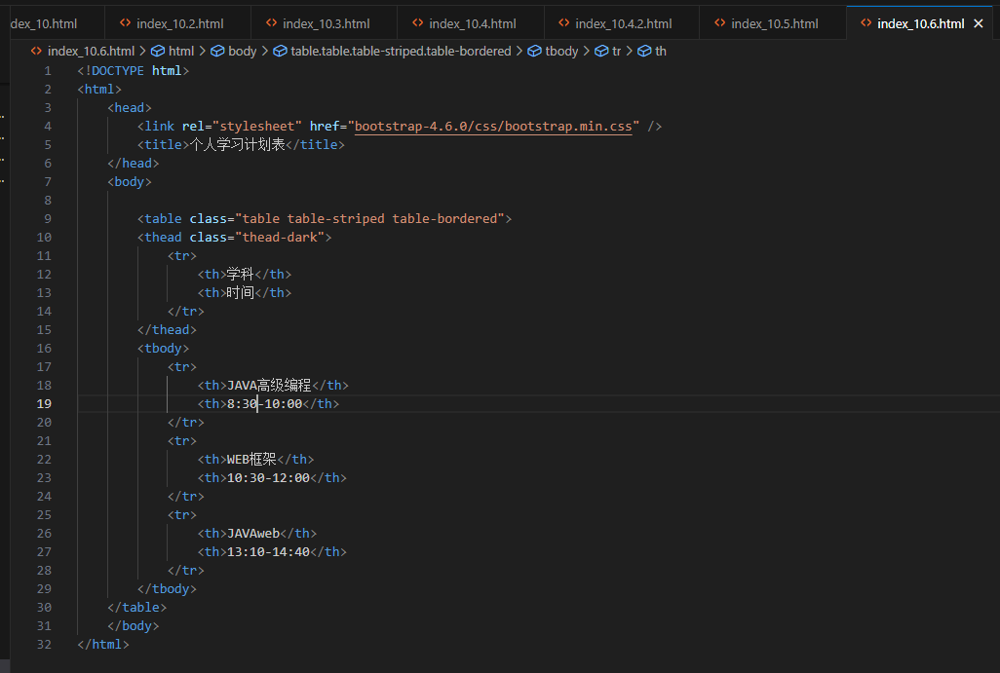 dex_10.html index_10.2.html index_10.3.html index_10.4.html index_10.4.2.html index_10.5.html index_10.6.html
index_10.6.html > html > body > table.table.table-striped.table-bordered > tbody > tr > th
1 <!DOCTYPE html>
2 <html>
3 <head>
4 <link rel="stylesheet" href="bootstrap-4.6.0/css/bootstrap.min.css" />
5 <title>个人学习计划表</title>
6 </head>
7 <body>
8
9 <table class="table table-striped table-bordered">
10 <thead class="thead-dark">
11 <tr>
12 <th>学科</th>
13 <th>时间</th>
14 </tr>
15 </thead>
16 <tbody>
17 <tr>
18 <th>JAVA高级编程</th>
19 <th>8:30-10:00</th>
20 </tr>
21 <tr>
22 <th>WEB框架</th>
23 <th>10:30-12:00</th>
24 </tr>
25 <tr>
26 <th>JAVAweb</th>
27 <th>13:10-14:40</th>
28 </tr>
29 </tbody>
30 </table>
31 </body>
32 </html>